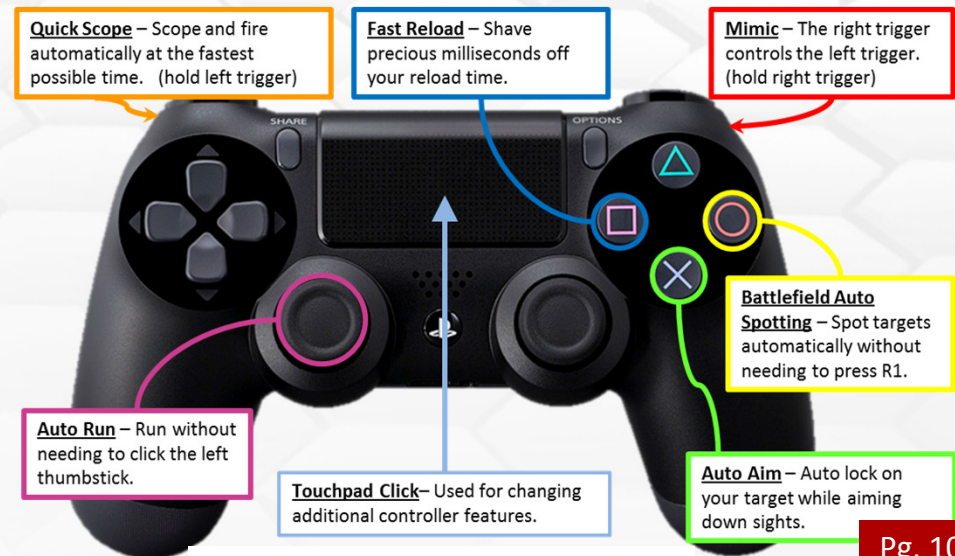 Quick Scope – Scope and fire
automatically at the fastest
possible time.   (hold left trigger)
Fast Reload – Shave
precious milliseconds off
your reload time.
Mimic – The right trigger
controls the left trigger.
(hold right trigger)
SHARE
OPTIONS
Battlefield Auto
Spotting – Spot targets
automatically without
needing to press R1.
Auto Run – Run without
needing to click the left
thumbstick.
Touchpad Click– Used for changing
additional controller features.
Auto Aim – Auto lock on
your target while aiming
down sights.
Pg. 10